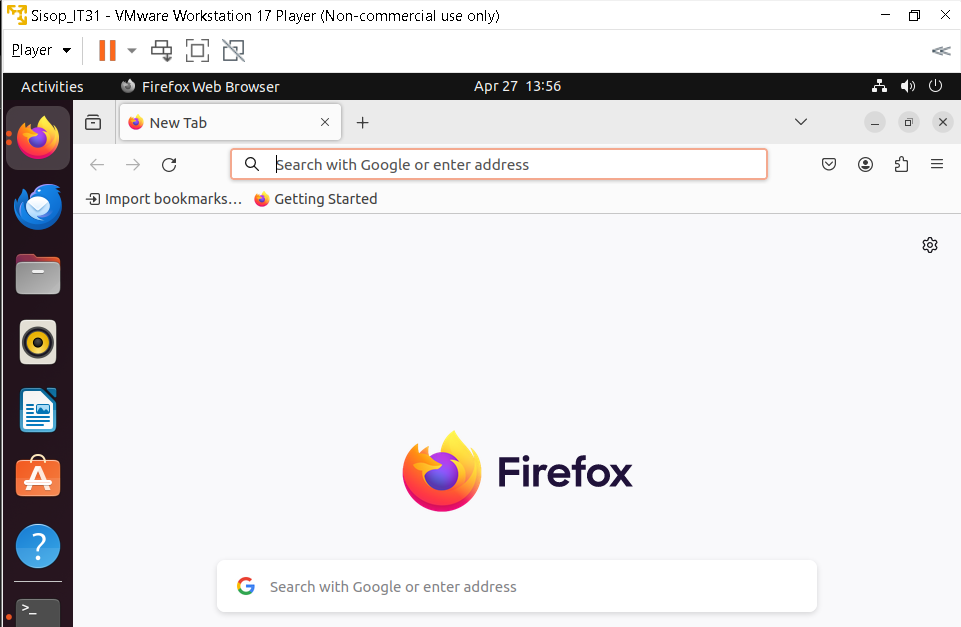 Sisop_IT31 - VMware Workstation 17 Player (Non-commercial use only)
Player
Activities Firefox Web Browser Apr 27 13:56
New Tab
Search with Google or enter address
Import bookmarks... Getting Started
Firefox
Search with Google or enter address